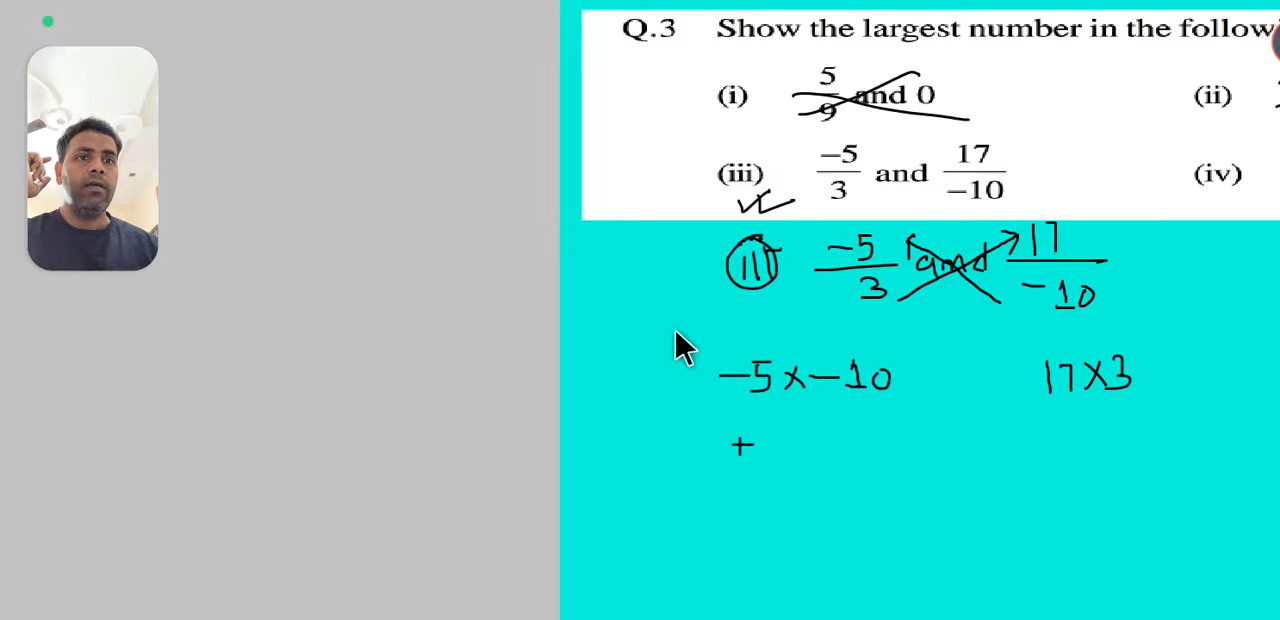 Q.3 Show the largest number in the follow
(i) 5/9 and 0 (ii)
(iii) -5/3 and 17/-10 (iv)
(iii) -5/3 and 17/-10
-5 x -10 17 x 3
+